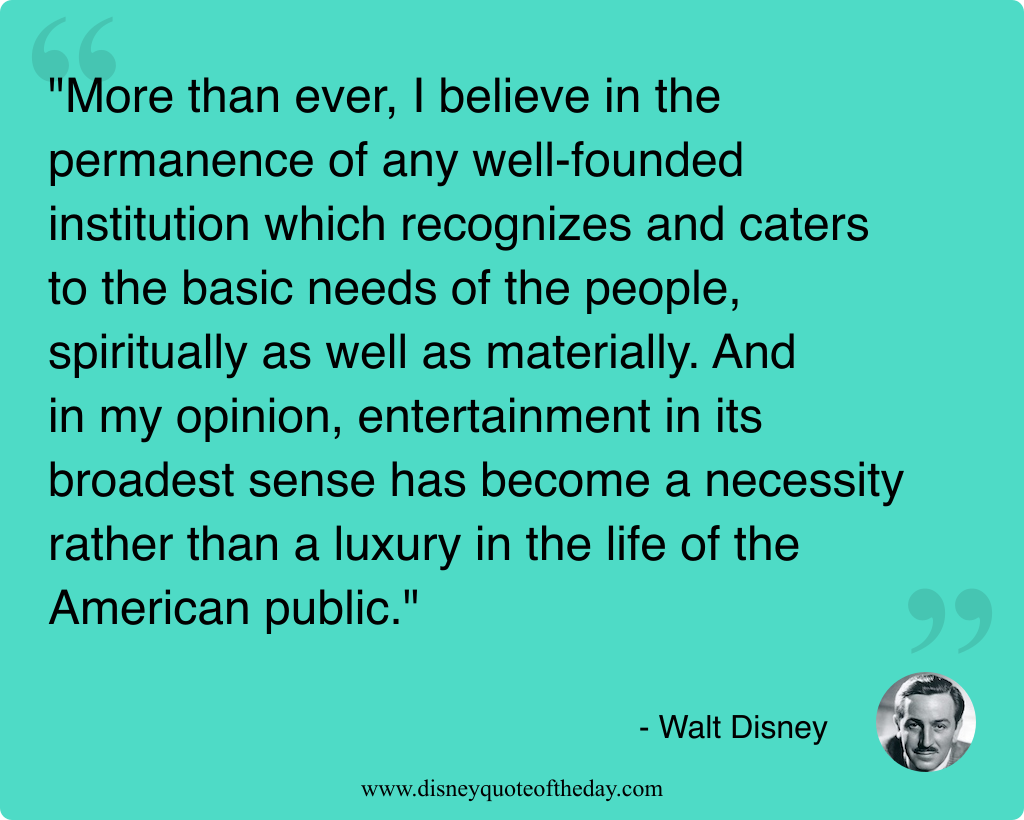 "More than ever, I believe in the
permanence of any well-founded
institution which recognizes and caters
to the basic needs of the people,
spiritually as well as materially. And
in my opinion, entertainment in its
broadest sense has become a necessity
rather than a luxury in the life of the
American public."
- Walt Disney
www.disneyquoteoftheday.com